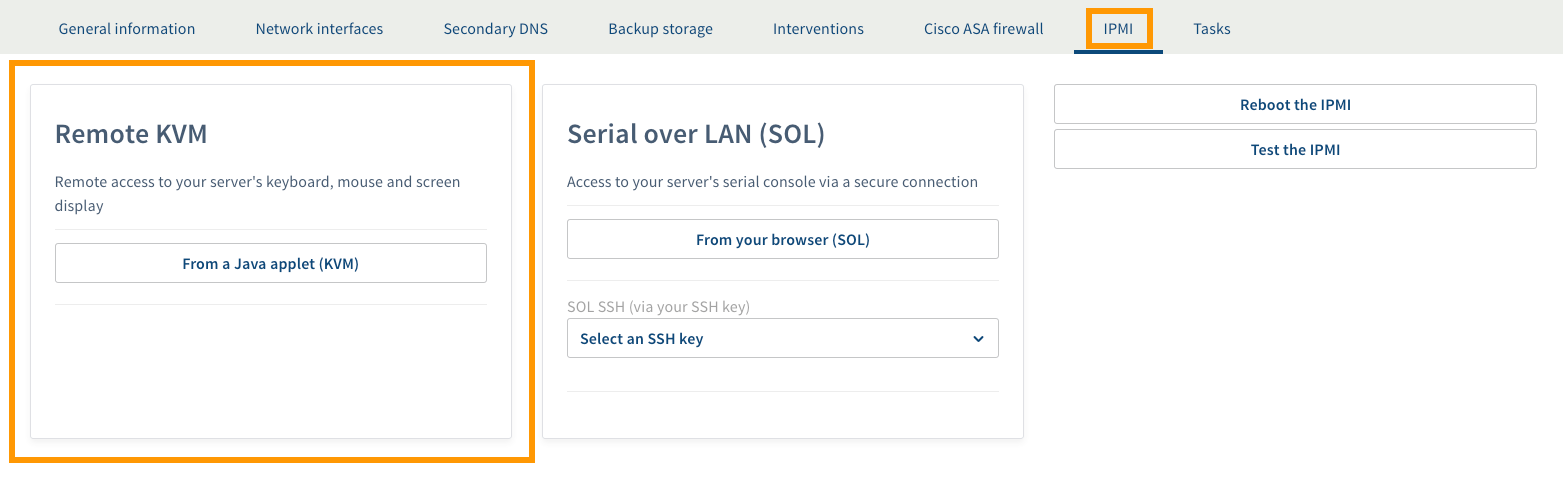 General information Network interfaces Secondary DNS Backup storage Interventions Cisco ASA firewall IPMI Tasks
Remote KVM
Remote access to your server's keyboard, mouse and screen
display
From a Java applet (KVM)
Serial over LAN (SOL)
Access to your server's serial console via a secure connection
From your browser (SOL)
SOL SSH (via your SSH key)
Select an SSH key
Reboot the IPMI
Test the IPMI